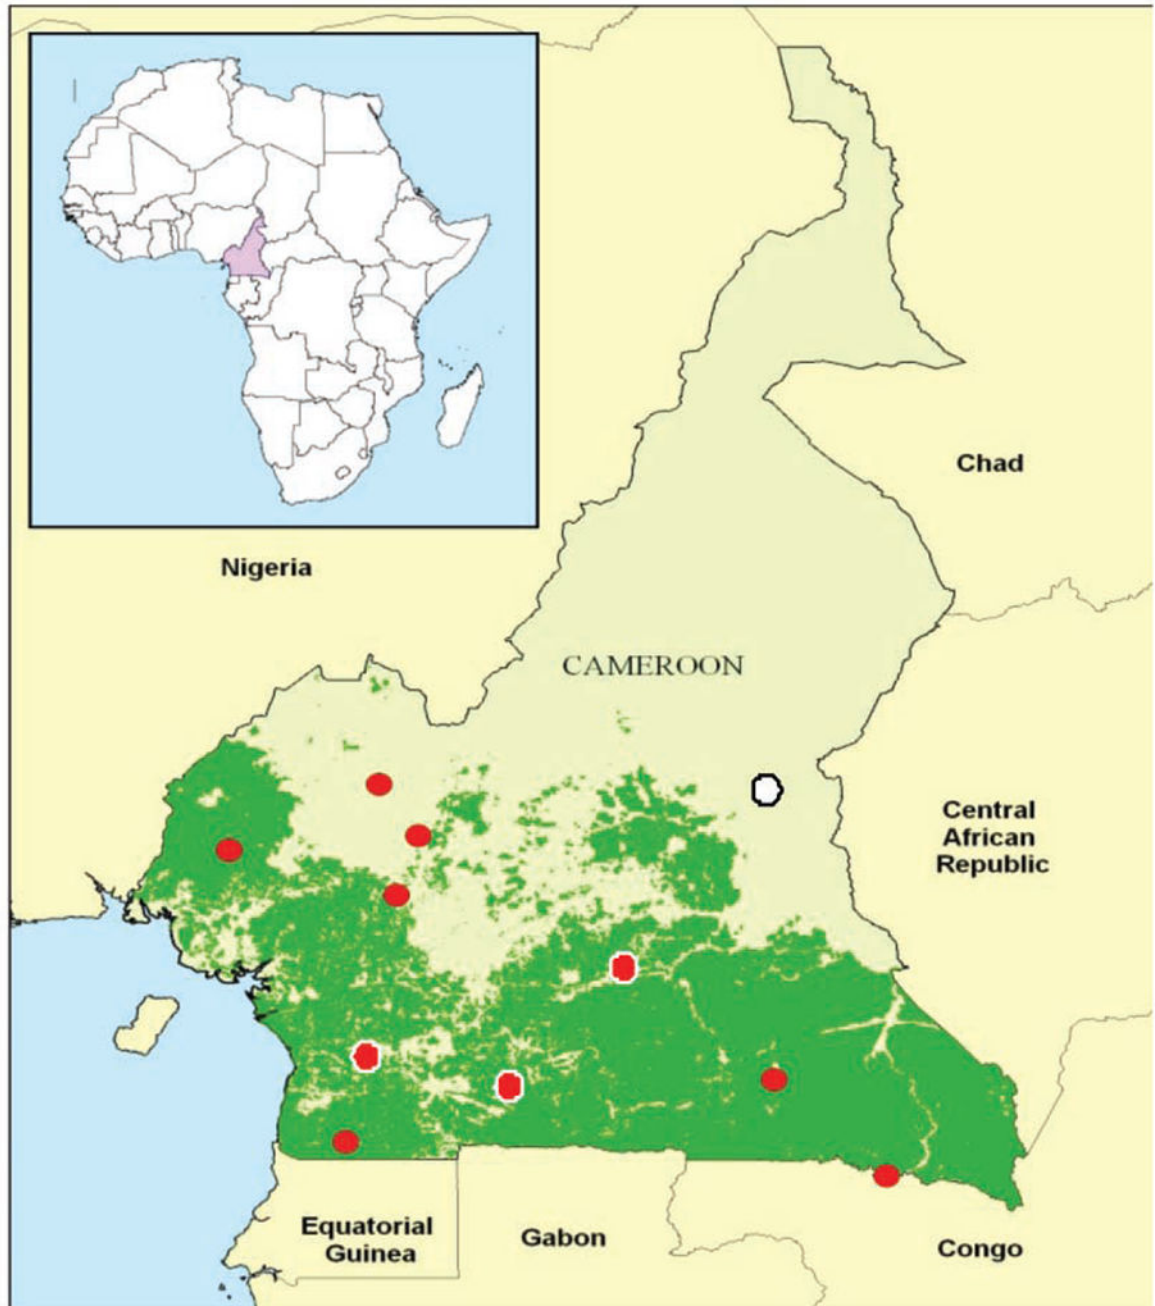 Chad
Nigeria
CAMEROON
Central
African
Republic
Equatorial
Guinea
Gabon
Congo